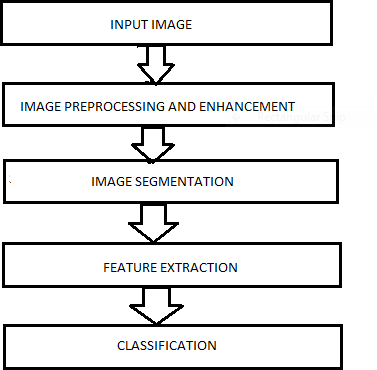 INPUT IMAGE
IMAGE PREPROCESSING AND ENHANCEMENT
IMAGE SEGMENTATION
FEATURE EXTRACTION
CLASSIFICATION